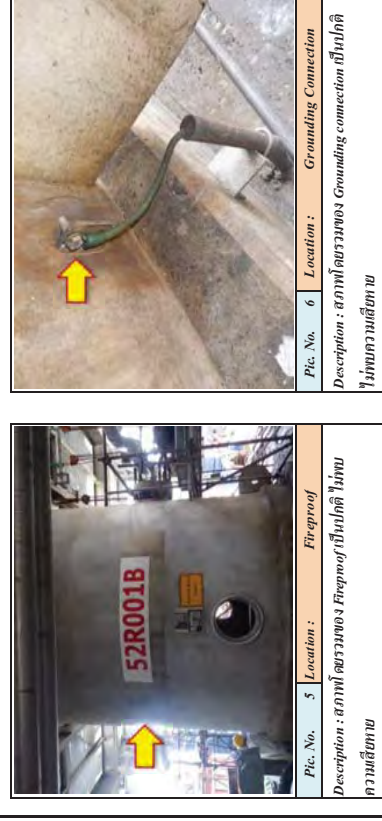 52R001B
Pic. No. 5 Location : Fireproof
Description : สภาพโดยรวมของ Fireproof เป็นปกติ ไม่พบ
ความเสียหาย
Pic. No. 6 Location : Grounding Connection
Description : สภาพโดยรวมของ Grounding connection เป็นปกติ
ไม่พบความเสียหาย